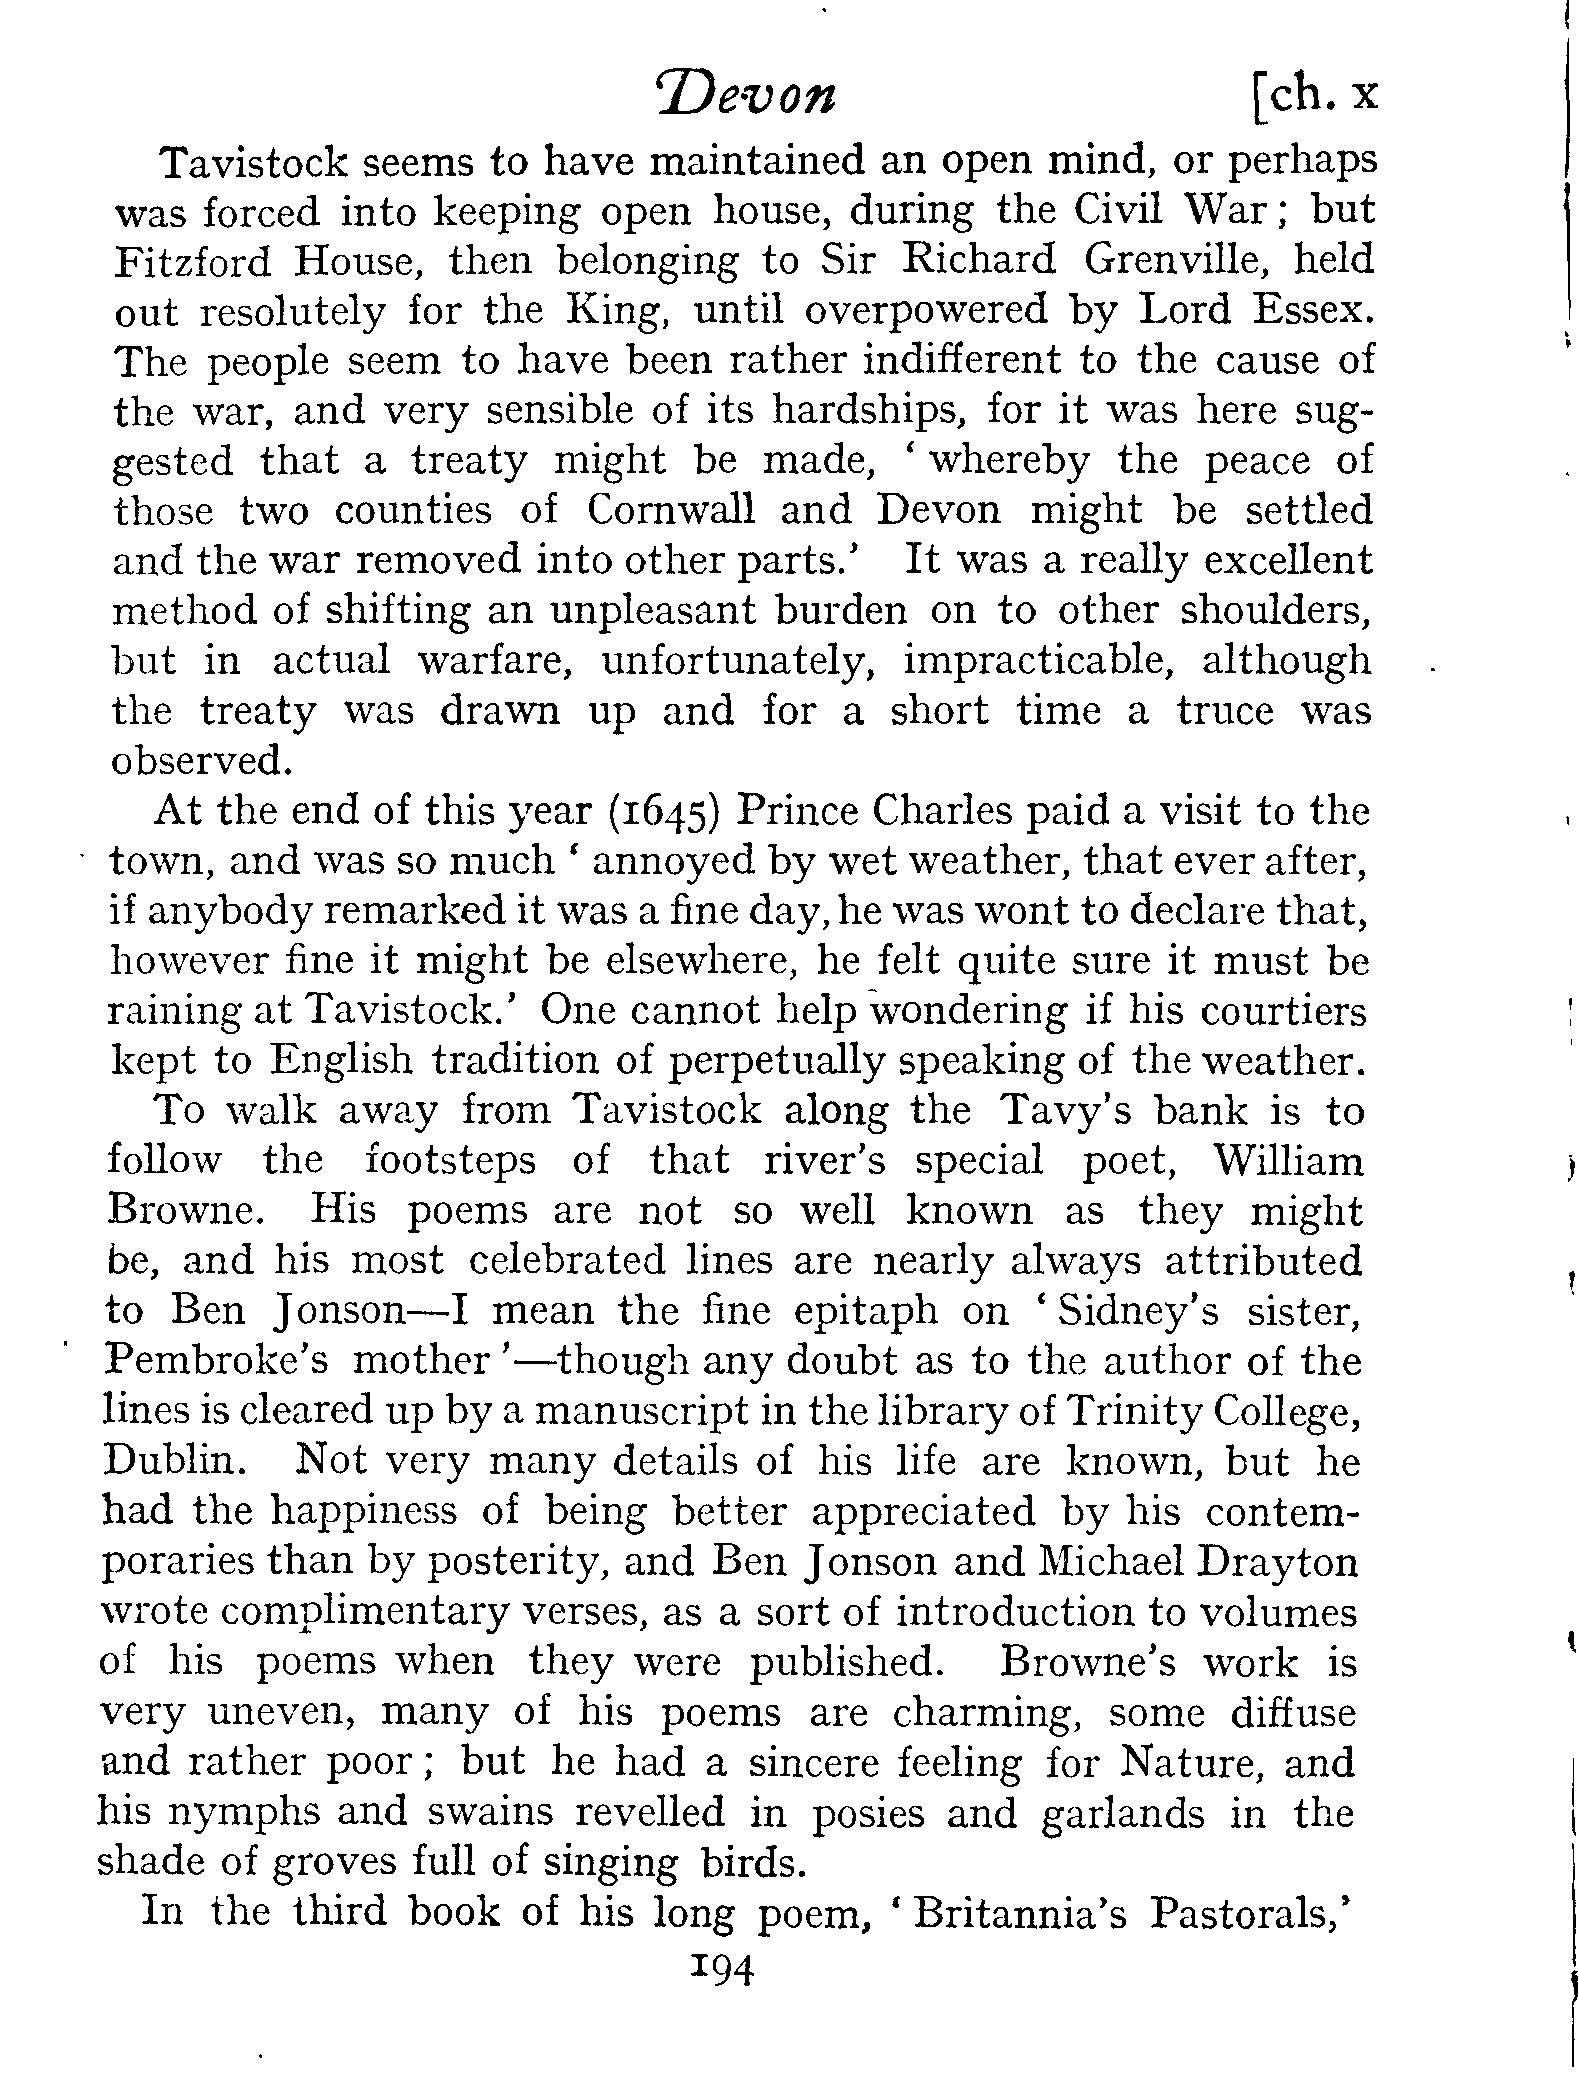 Devon [ch. x
Tavistock seems to have maintained an open mind, or perhaps
was forced into keeping open house, during the Civil War; but
Fitzford House, then belonging to Sir Richard Grenville, held
out resolutely for the King, until overpowered by Lord Essex.
The people seem to have been rather indifferent to the cause of
the war, and very sensible of its hardships, for it was here sug-
gested that a treaty might be made, ‘ whereby the peace of
those two counties of Cornwall and Devon might be settled
and the war removed into other parts.’ It was a really excellent
method of shifting an unpleasant burden on to other shoulders,
but in actual warfare, unfortunately, impracticable, although
the treaty was drawn up and for a short time a truce was
observed.
At the end of this year (1645) Prince Charles paid a visit to the
town, and was so much ‘ annoyed by wet weather, that ever after,
if anybody remarked it was a fine day, he was wont to declare that,
however fine it might be elsewhere, he felt quite sure it must be
raining at Tavistock.’ One cannot help wondering if his courtiers
kept to English tradition of perpetually speaking of the weather.
To walk away from Tavistock along the Tavy’s bank is to
follow the footsteps of that river’s special poet, William
Browne. His poems are not so well known as they might
be, and his most celebrated lines are nearly always attributed
to Ben Jonson—I mean the fine epitaph on ‘ Sidney’s sister,
Pembroke’s mother ’—though any doubt as to the author of the
lines is cleared up by a manuscript in the library of Trinity College,
Dublin. Not very many details of his life are known, but he
had the happiness of being better appreciated by his contem-
poraries than by posterity, and Ben Jonson and Michael Drayton
wrote complimentary verses, as a sort of introduction to volumes
of his poems when they were published. Browne’s work is
very uneven, many of his poems are charming, some diffuse
and rather poor; but he had a sincere feeling for Nature, and
his nymphs and swains revelled in posies and garlands in the
shade of groves full of singing birds.
In the third book of his long poem, ‘ Britannia’s Pastorals,’
194